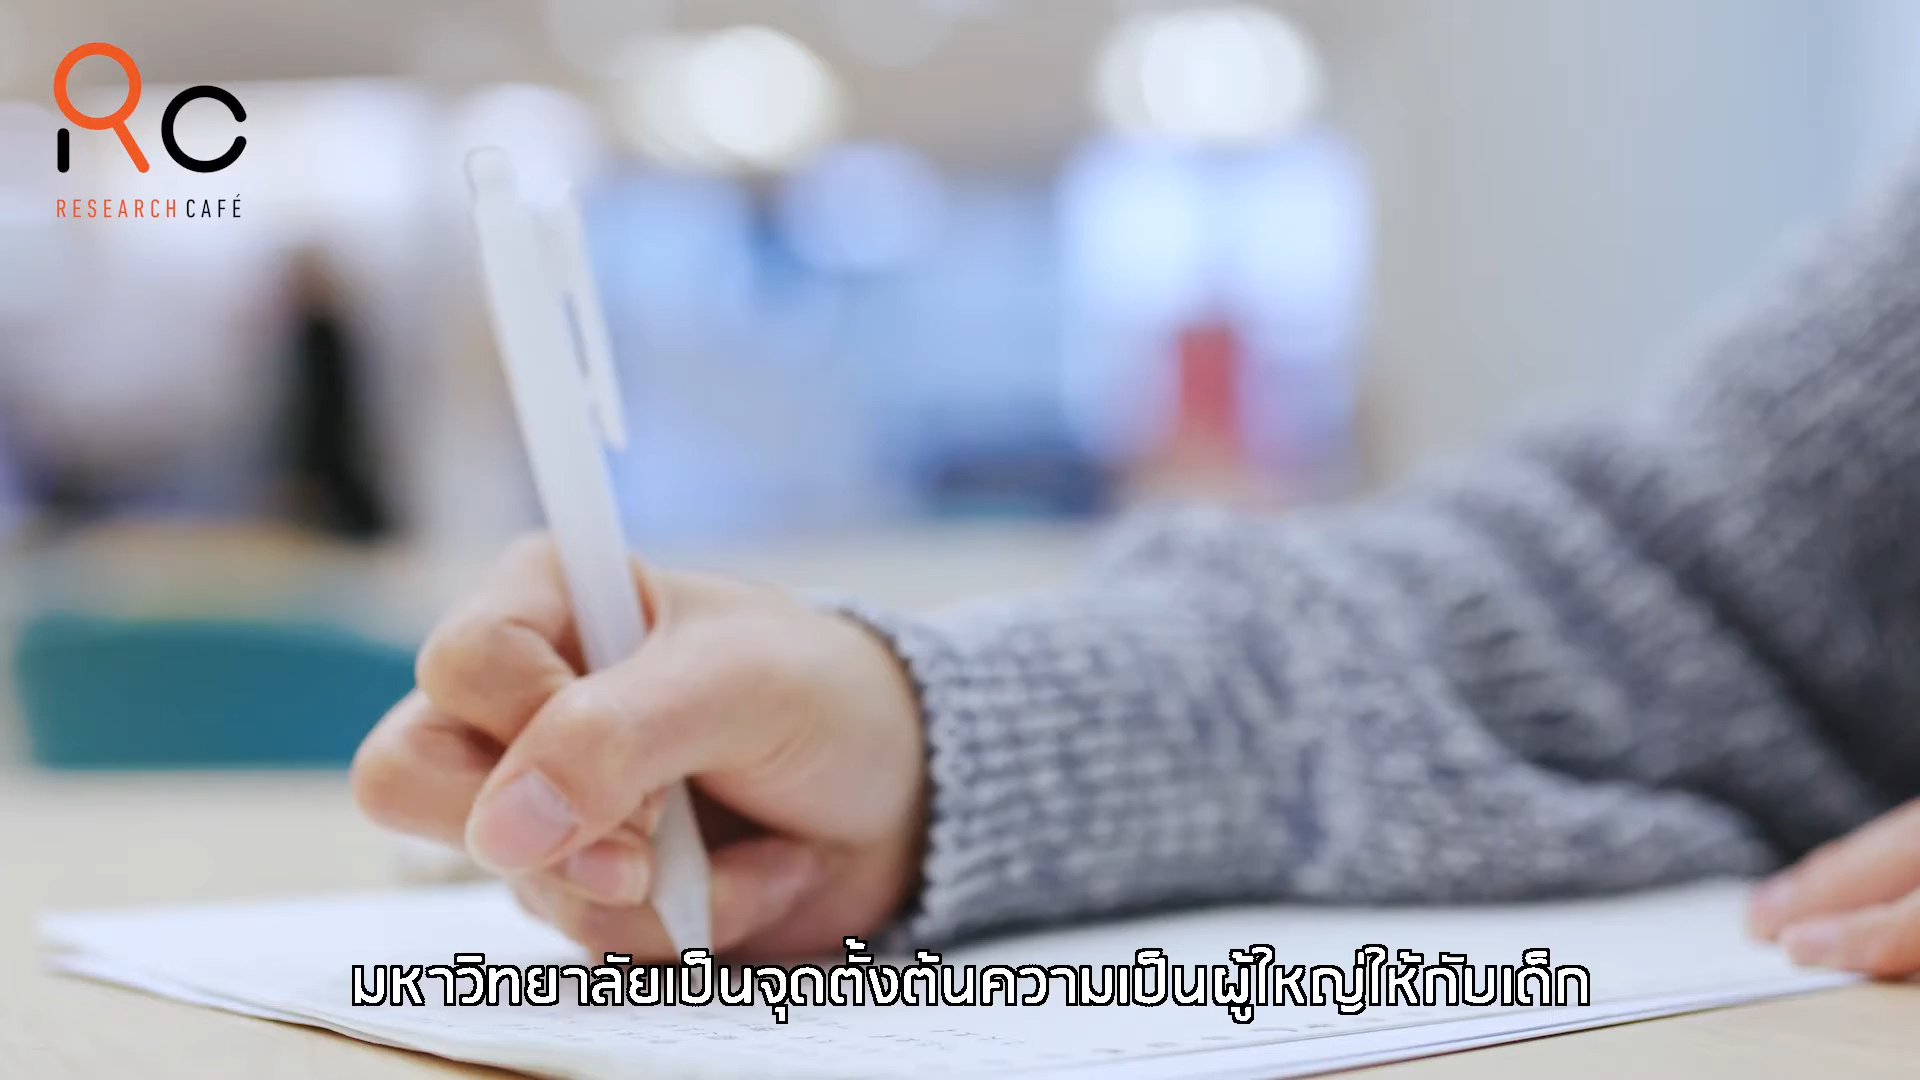 RC
RESEARCH CAFÉ
มหาวิทยาลัยเป็นจุดตั้งต้นความเป็นผู้ใหญ่ให้กับเด็ก